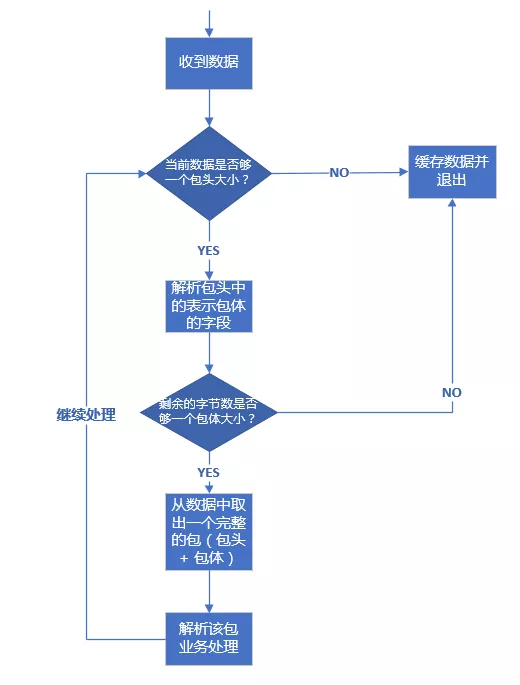 收到数据
当前数据是否够
一个包头大小？
NO
缓存数据并
退出
YES
解析包头中
的表示包体
的字段
剩余的字节数是否
够一个包体大小？
NO
继续处理
YES
从数据中取
出一个完整
的包（包头
+ 包体）
解析该包
业务处理